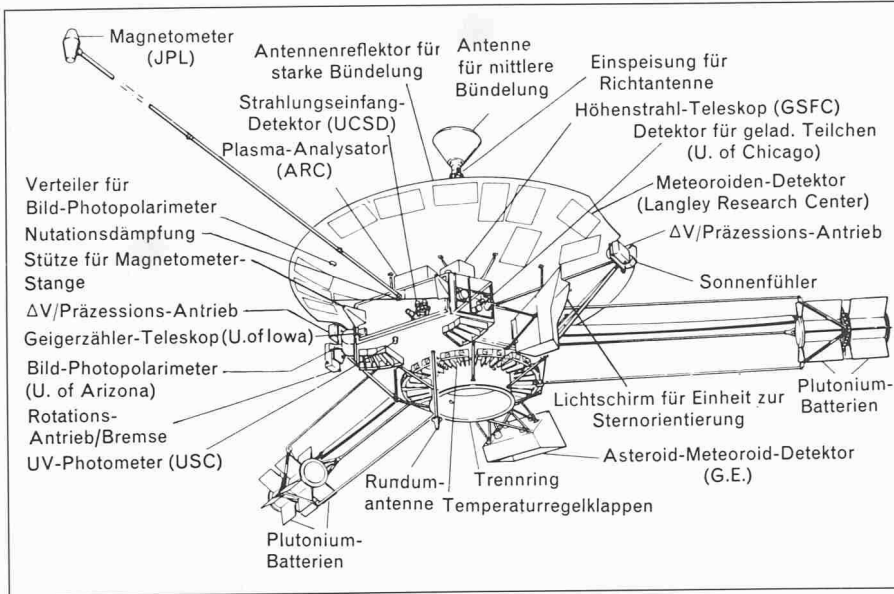 Magnetometer
(JPL)
Antennenreflektor für
starke Bündelung
Antenne
für mittlere
Bündelung
Einspeisung für
Richtantenne
Strahlungseinfang-
Detektor (UCSD)
Höhenstrahl-Teleskop (GSFC)
Detektor für gelad. Teilchen
(U. of Chicago)
Plasma-Analysator
(ARC)
Meteoroiden-Detektor
(Langley Research Center)
Verteiler für
Bild-Photopolarimeter
Nutationsdämpfung
Stütze für Magnetometer-
Stange
ΔV/Präzessions-Antrieb
Geigerzähler-Teleskop (U.of Iowa)
Bild-Photopolarimeter
(U. of Arizona)
Rotations-
Antrieb/Bremse
UV-Photometer (USC)
ΔV/Präzessions-Antrieb
Sonnenfühler
Plutonium-
Batterien
Lichtschirm für Einheit zur
Sternorientierung
Asteroid-Meteoroid-Detektor
(G.E.)
Trennring
Temperaturregelklappen
Rundum-
antenne
Plutonium-
Batterien